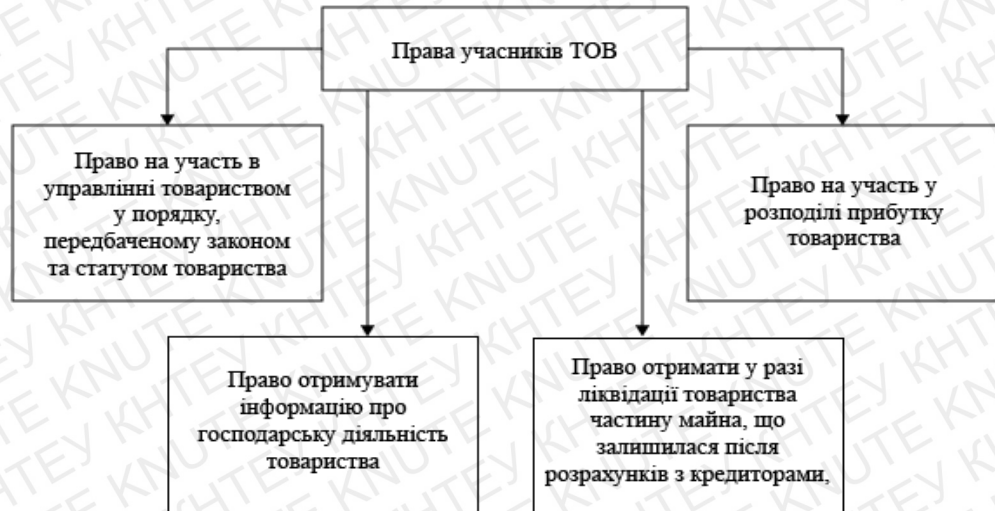 Права учасників ТОВ
Право на участь в
управлінні товариством
у порядку,
передбаченому законом
та статутом товариства
Право на участь у
розподілі прибутку
товариства
Право отримувати
інформацію про
господарську діяльність
товариства
Право отримати у разі
ліквідації товариства
частину майна, що
залишилася після
розрахунків з кредиторами,